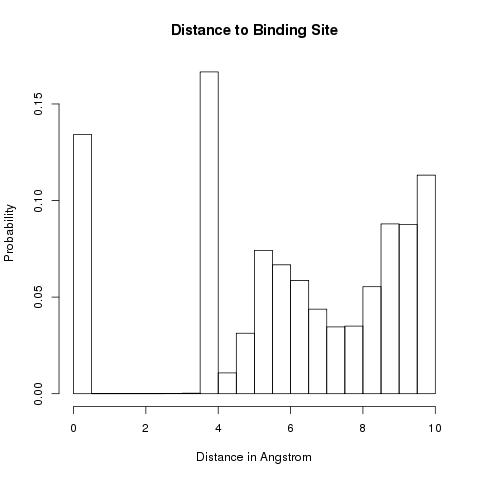 Distance to Binding Site
Probability
0.15
0.10
0.05
0.00
0 2 4 6 8 10
Distance in Angstrom